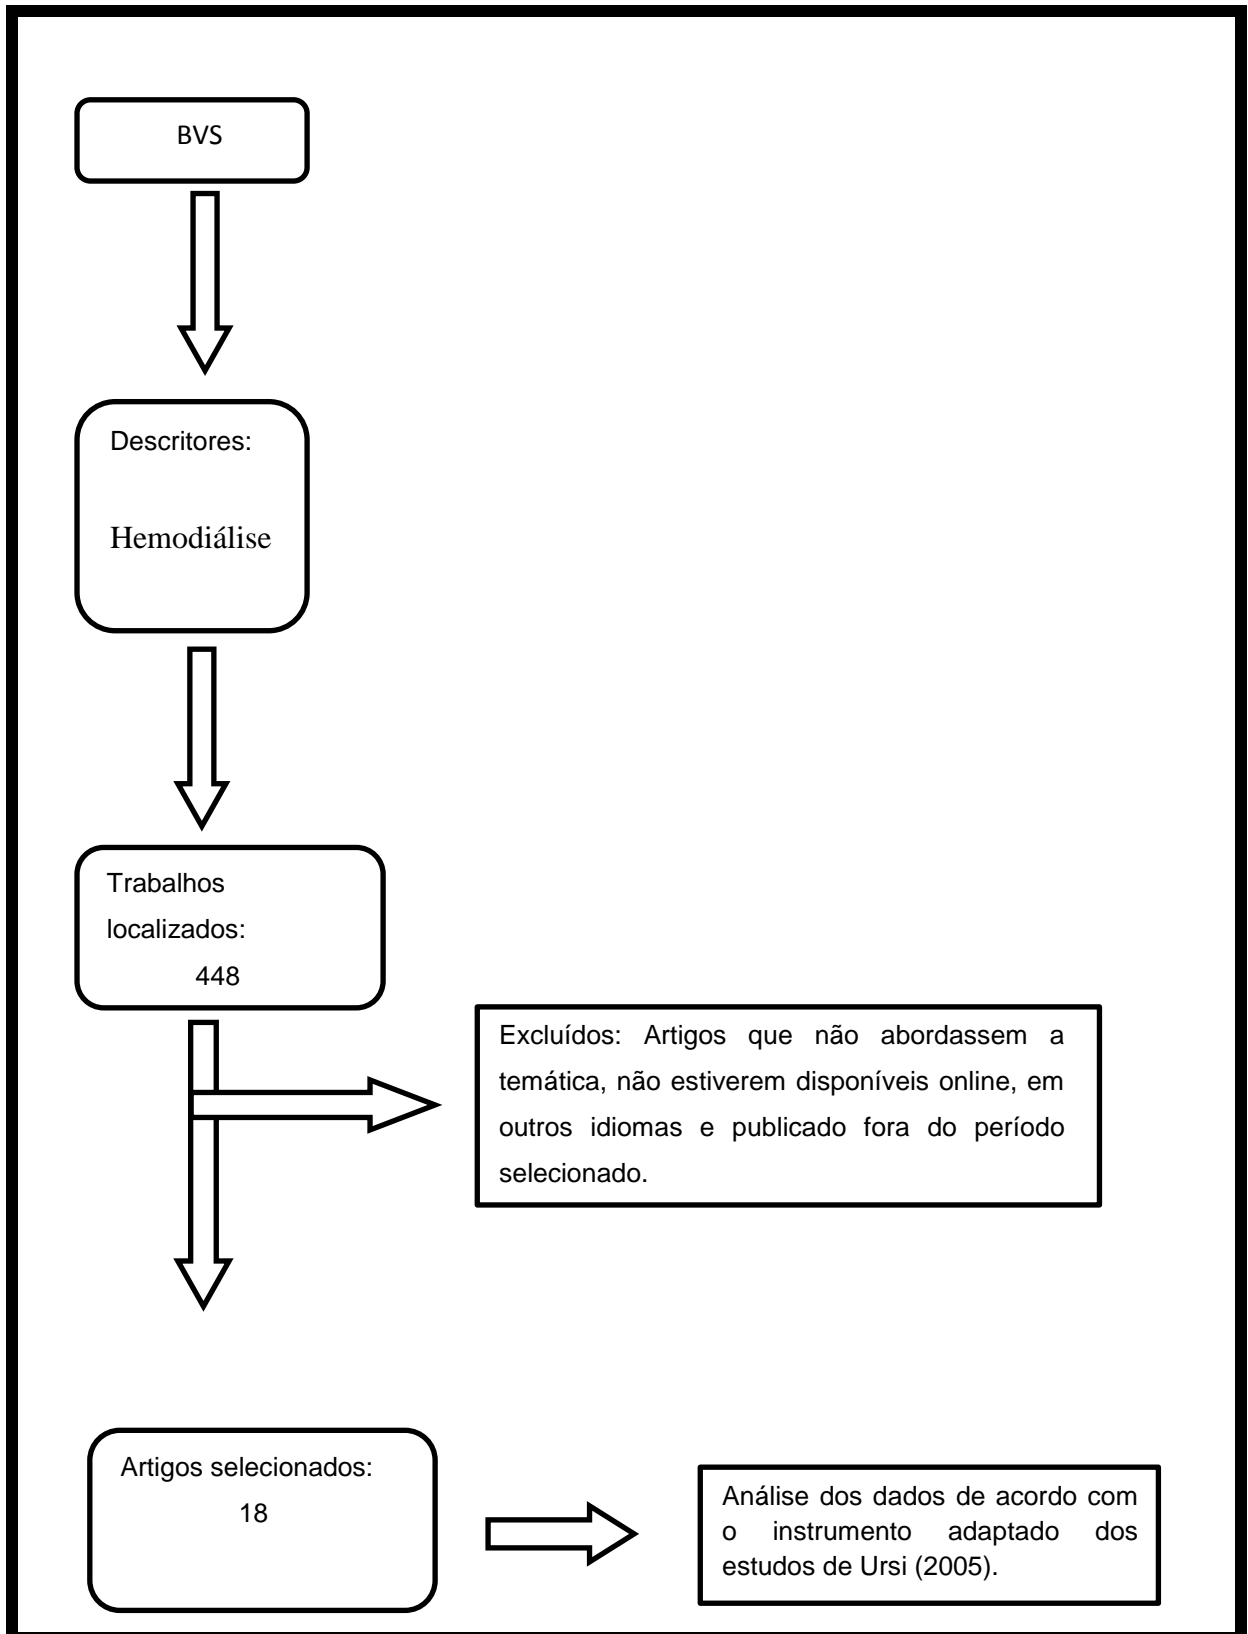 BVS
Descritores:
Hemodiálise
Trabalhos
localizados:
448
Excluídos: Artigos que não abordassem a
temática, não estiverem disponíveis online, em
outros idiomas e publicado fora do período
selecionado.
Artigos selecionados:
18
Análise dos dados de acordo com
o instrumento adaptado dos
estudos de Ursi (2005).